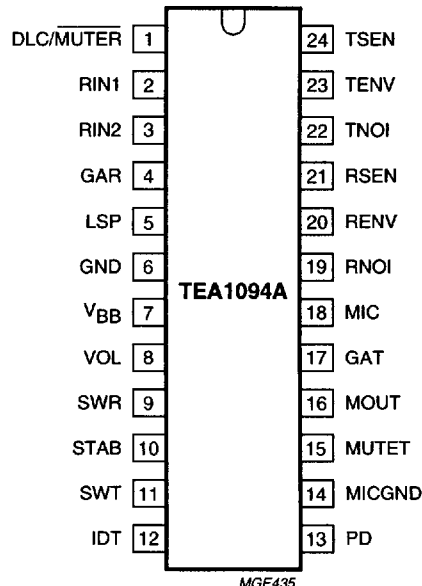 DLC/MUTER 1 24 TSEN
RIN1 2 23 TENV
RIN2 3 22 TNOI
GAR 4 21 RSEN
LSP 5 20 RENV
GND 6 19 RNOI
TEA1094A
VBB 7 18 MIC
VOL 8 17 GAT
SWR 9 16 MOUT
STAB 10 15 MUTET
SWT 11 14 MICGND
IDT 12 13 PD
MGE435